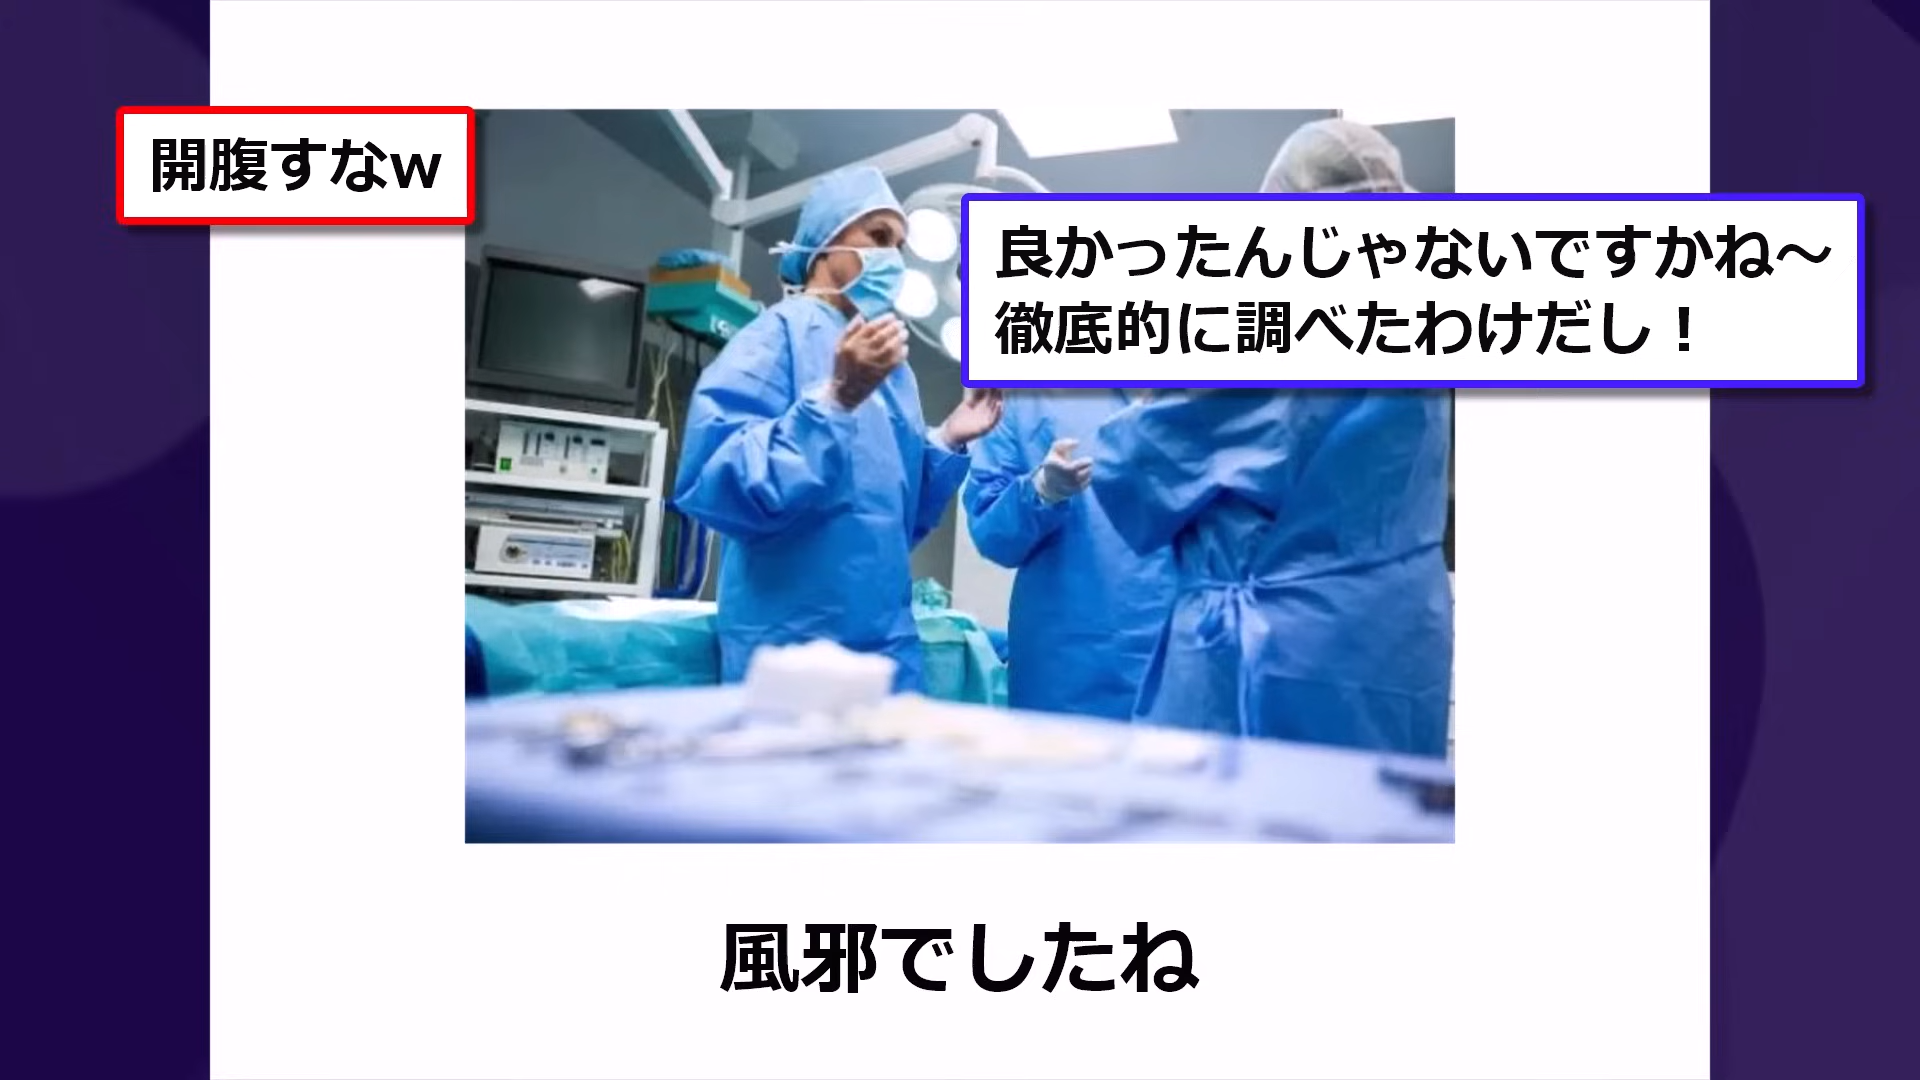 開腹すなw
良かったんじゃないですかね～
徹底的に調べたわけだし！
風邪でしたね